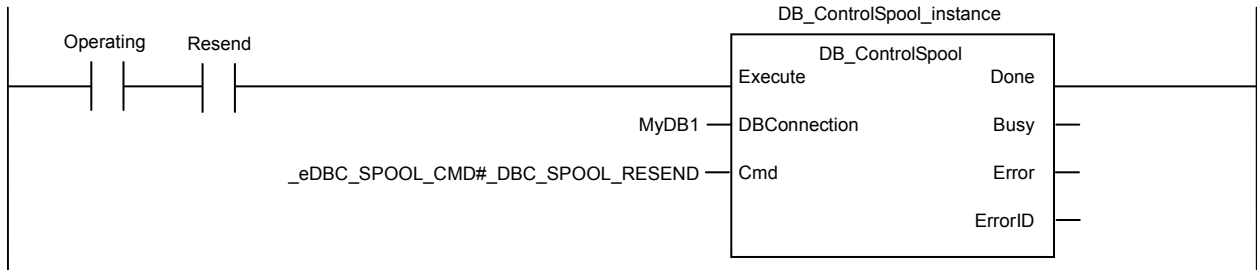 DB_ControlSpool_instance
Operating Resend
DB_ControlSpool
Execute Done
MyDB1 DBConnection Busy
_eDBC_SPOOL_CMD#_DBC_SPOOL_RESEND Cmd Error
ErrorID